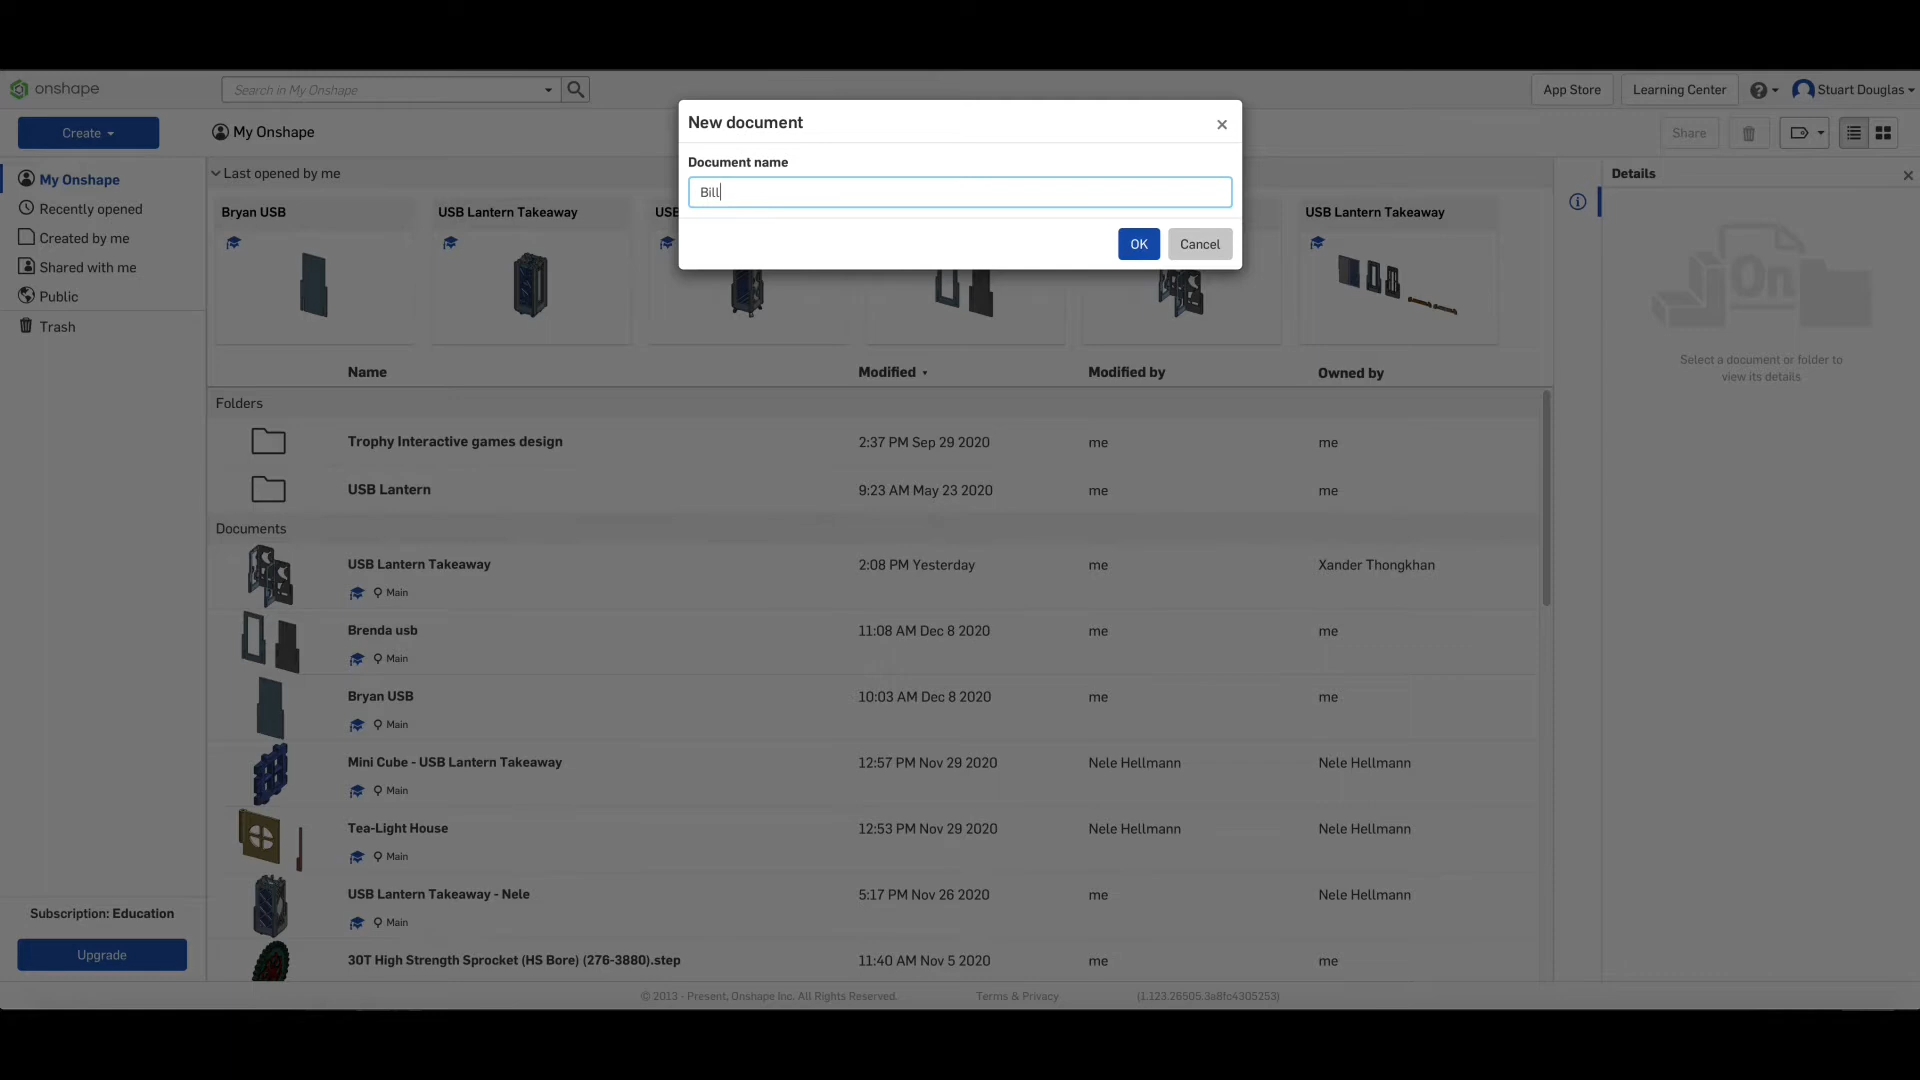 onshape
Search in My Onshape
App Store
Learning Center
Stuart Douglas
Create
My Onshape
Share
New document
Document name
Bill
OK
Cancel
My Onshape
Recently opened
Created by me
Shared with me
Public
Trash
Last opened by me
Bryan USB
USB Lantern Takeaway
USB
USB Lantern Takeaway
Details
Select a document or folder to
view its details
Name Modified Modified by Owned by
Folders
Trophy Interactive games design 2:37 PM Sep 29 2020 me me
USB Lantern 9:23 AM May 23 2020 me me
Documents
USB Lantern Takeaway 2:08 PM Yesterday me Xander Thongkhan
Main
Brenda usb 11:08 AM Dec 8 2020 me me
Main
Bryan USB 10:03 AM Dec 8 2020 me me
Main
Mini Cube - USB Lantern Takeaway 12:57 PM Nov 29 2020 Nele Hellmann Nele Hellmann
Main
Tea-Light House 12:53 PM Nov 29 2020 Nele Hellmann Nele Hellmann
Main
USB Lantern Takeaway - Nele 5:17 PM Nov 26 2020 me Nele Hellmann
Main
30T High Strength Sprocket (HS Bore) (276-3880).step 11:40 AM Nov 5 2020 me me
Subscription: Education
Upgrade
© 2013 - Present, Onshape Inc. All Rights Reserved. Terms & Privacy (1.123.26505.3a8fc4305253)